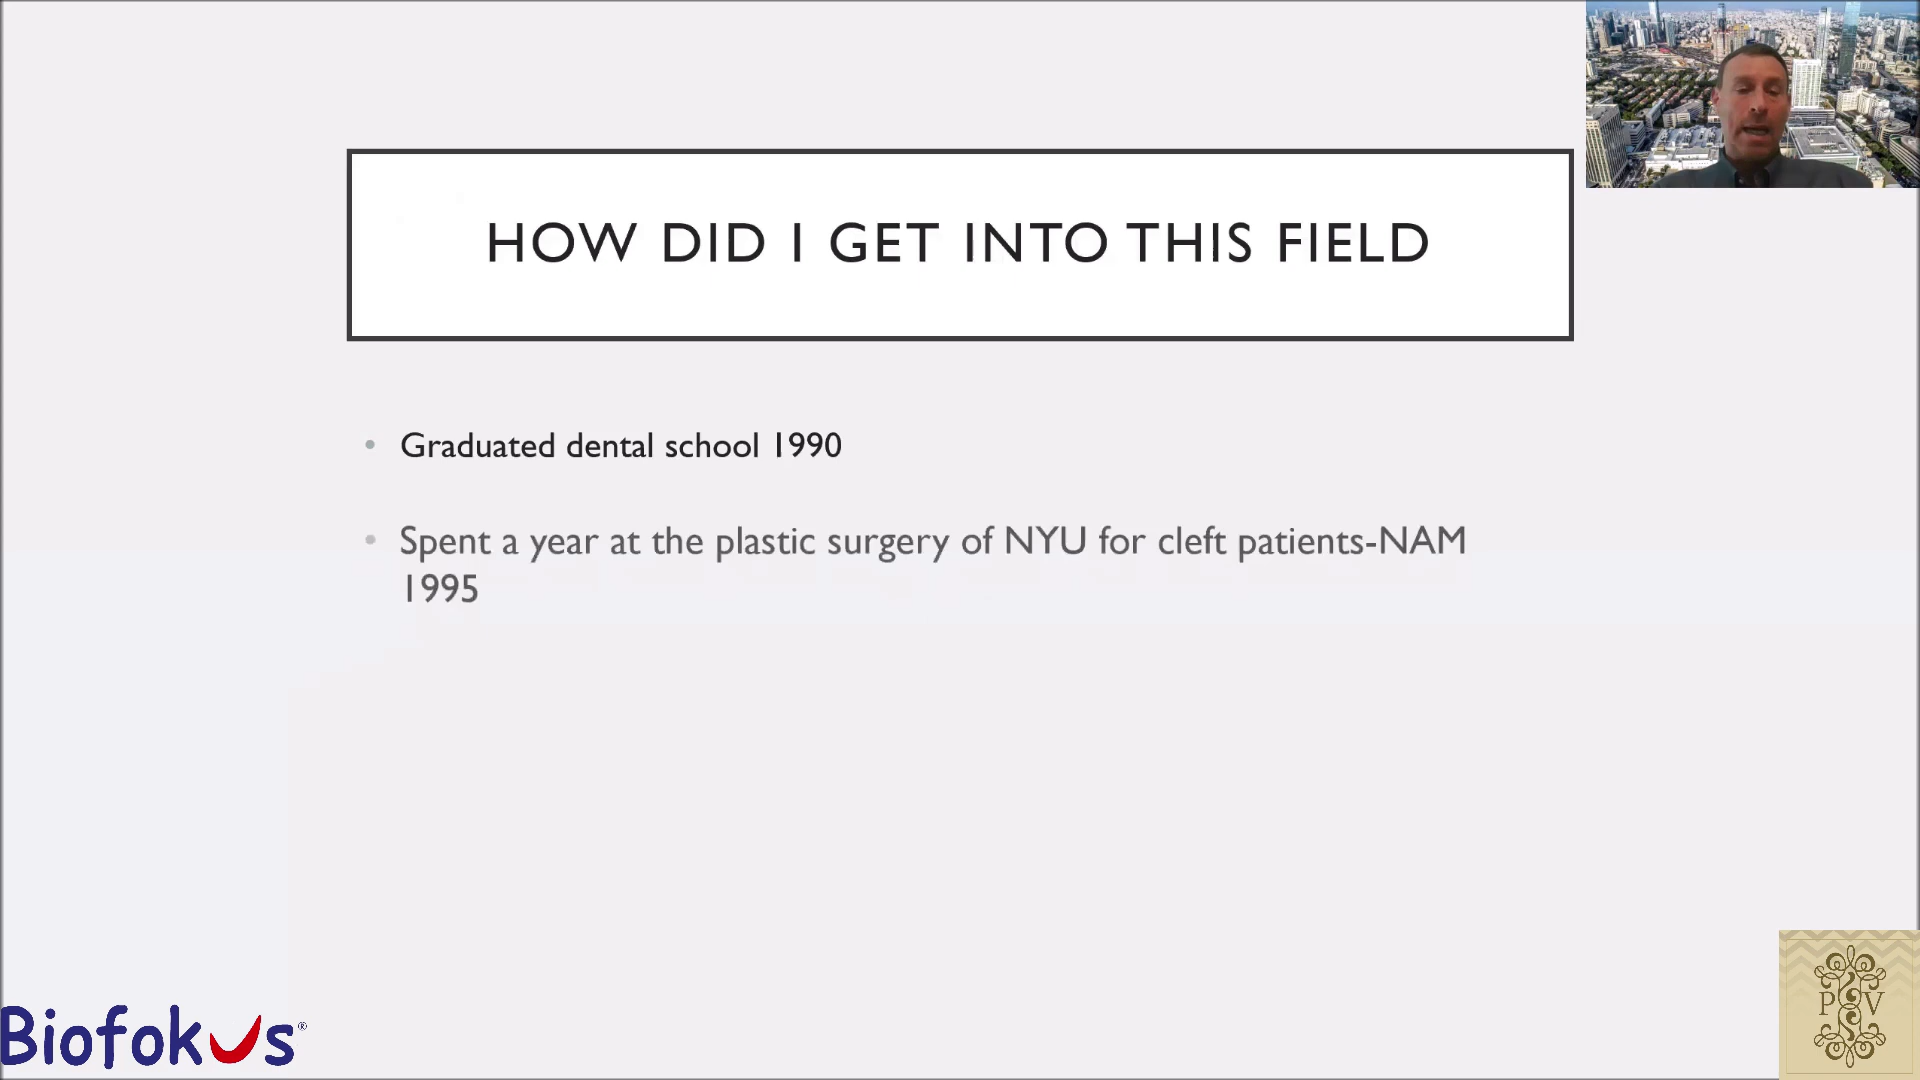 HOW DID I GET INTO THIS FIELD
• Graduated dental school 1990
• Spent a year at the plastic surgery of NYU for cleft patients-NAM
1995
Biofokus®
P S V